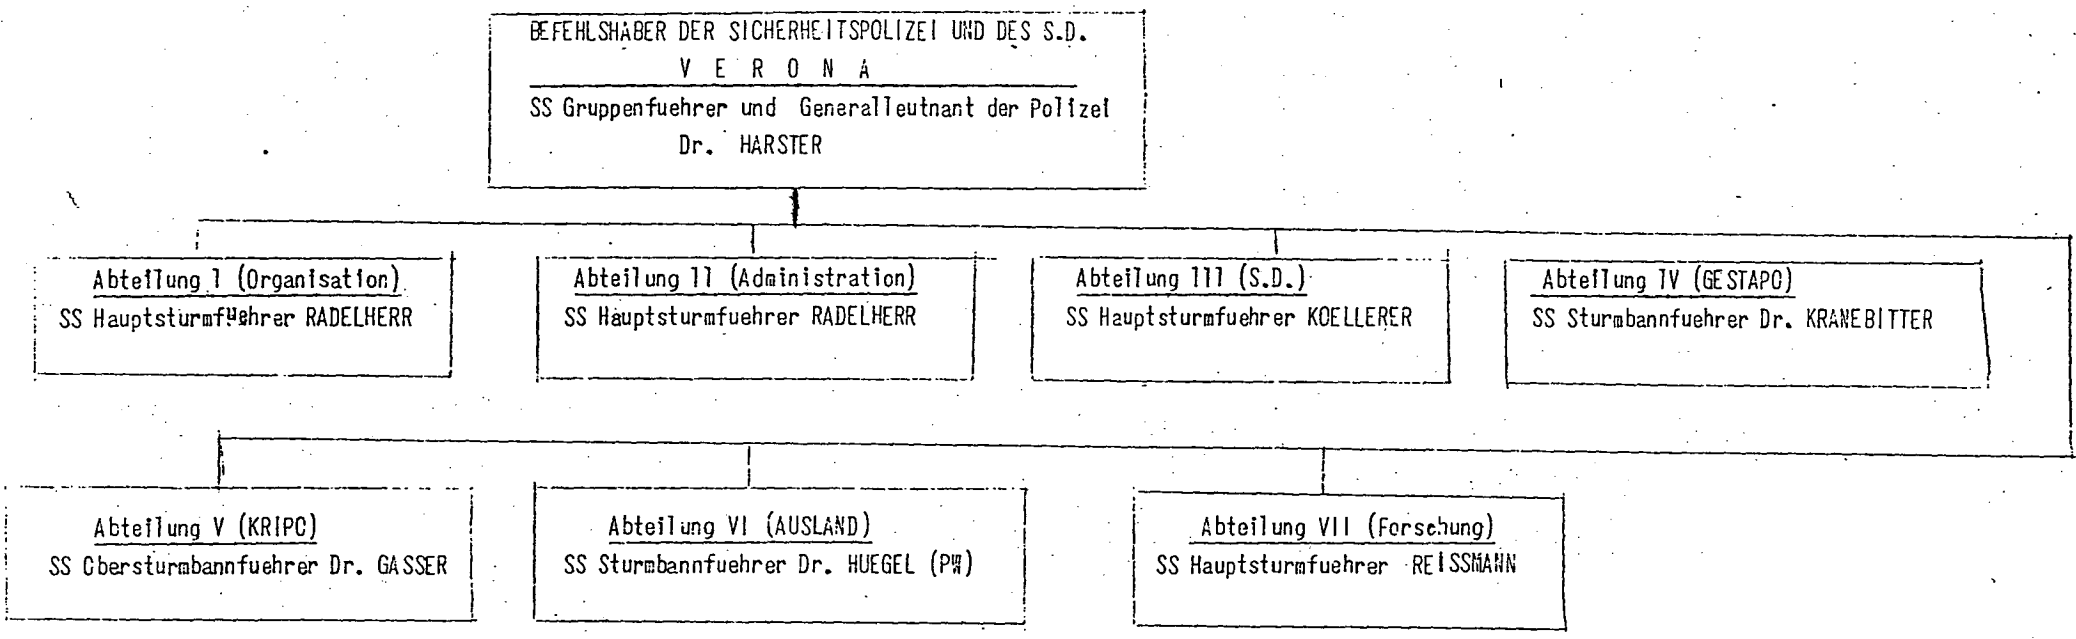 BEFEHLSHABER DER SICHERHEITSPOLIZEI UND DES S.D.
V E R O N A
SS Gruppenfuehrer und Generalleutnant der Polizei
Dr. HARSTER
Abteilung I (Organisation)
SS Hauptsturmfuehrer RADELHERR
Abteilung II (Administration)
SS Hauptsturmfuehrer RADELHERR
Abteilung III (S.D.)
SS Hauptsturmfuehrer KOELLERER
Abteilung IV (GESTAPO)
SS Sturmbannfuehrer Dr. KRANEBITTER
Abteilung V (KRIPO)
SS Obersturmbannfuehrer Dr. GASSER
Abteilung VI (AUSLAND)
SS Sturmbannfuehrer Dr. HUEGEL (PW)
Abteilung VII (Forschung)
SS Hauptsturmfuehrer REISSMANN